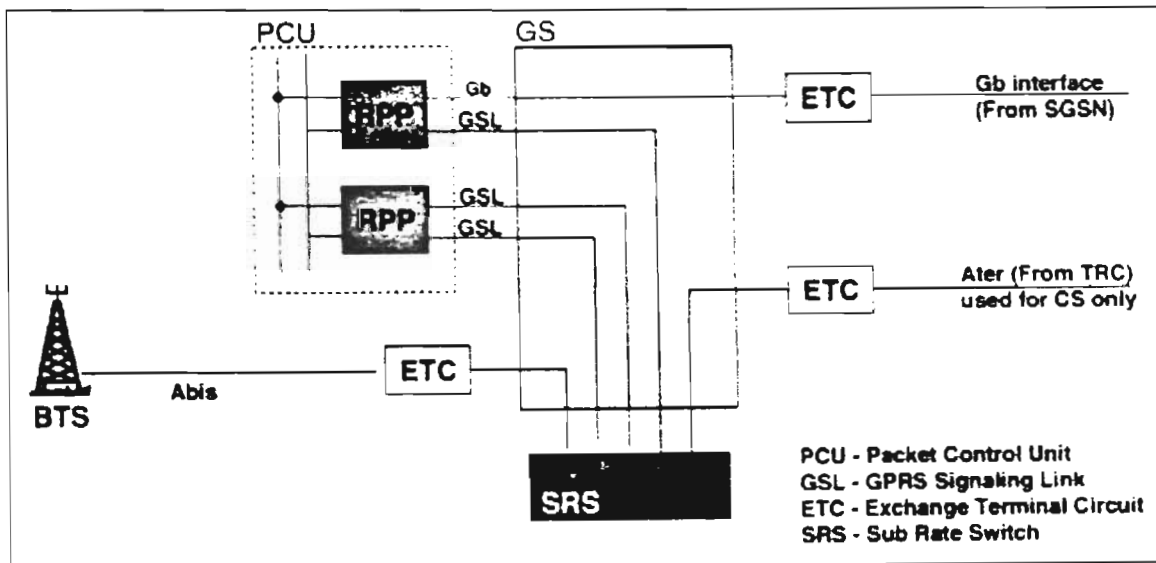 PCU
GS
RPP
Gb
GSL
ETC
Gb interface
(From SGSN)
RPP
GSL
GSL
ETC
Ater (From TRC)
used for CS only
BTS
Abis
ETC
SRS
PCU - Packet Control Unit
GSL - GPRS Signaling Link
ETC - Exchange Terminal Circuit
SRS - Sub Rate Switch